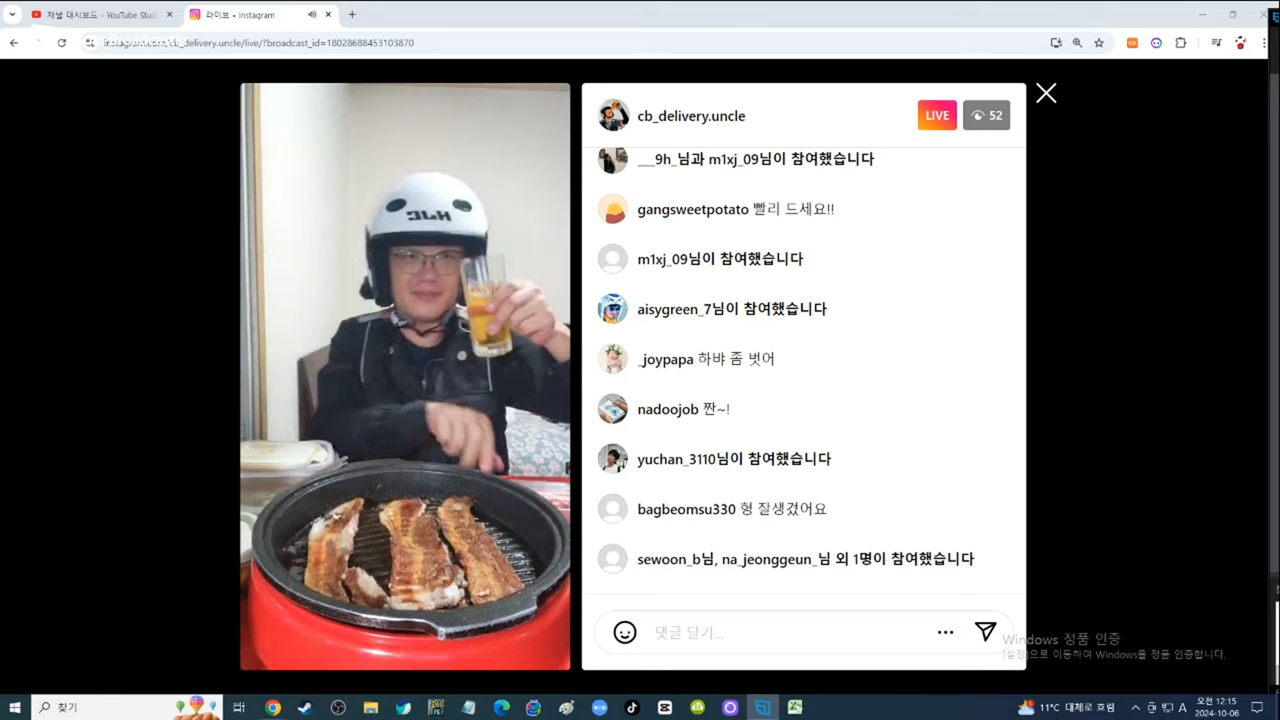 채널 대시보드 - YouTube Stud
라이브 • Instagram
delivery.uncle/live/?broadcast_id=18028688453103870
cb_delivery.uncle
LIVE
52
___9h_님과 m1xj_09님이 참여했습니다
gangsweetpotato 빨리 드세요!!
m1xj_09님이 참여했습니다
aisygreen_7님이 참여했습니다
_joypapa 하뱌 좀 벗어
nadoojob 짠~!
yuchan_3110님이 참여했습니다
bagbeomsu330 형 잘생겼어요
sewoon_b님, na_jeonggeun_님 외 1명이 참여했습니다
댓글 달기...
Windows 정품 인증
[설정]으로 이동하여 Windows를 정품 인증합니다.
찾기
11°C 대체로 흐림
A
오전 12:15
2024-10-06